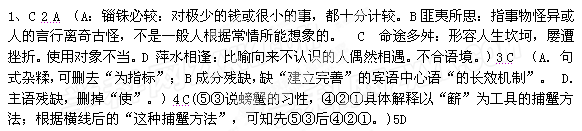 1、C 2 A （A：锱铢必较：对极少的钱或很小的事，都十分计较。B 匪夷所思：指事物怪异或
人的言行离奇古怪，不是一般人根据常情所能想象的。  C  命途多舛：形容人生坎坷，屡遭
挫折。使用对象不当。D 萍水相逢：比喻向来不认识的人偶然相遇。不合语境。）3 C （A. 句
式杂糅，可删去“为指标”；B 成分残缺，缺“建立完善”的宾语中心语“的长效机制”。 D.
主语残缺，删掉“使”。）4C(⑤③说螃蟹的习性，④②①具体解释以“簖”为工具的捕蟹方
法；根据横线后的“这种捕蟹方法”，可知先⑤③后④②①。)5D